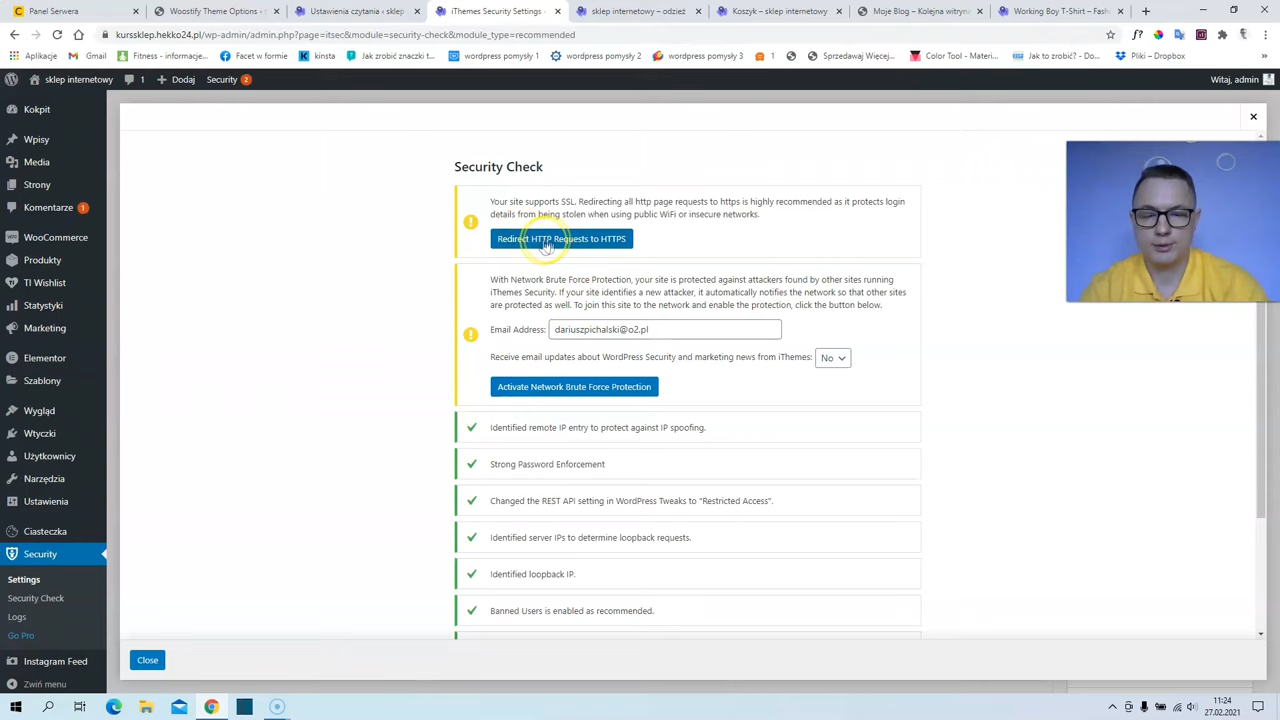 Panel Serwera
Woostify Theme Options ‹
Ustawienia czytania ‹ sklep
iThemes Security Settings ‹
sklep internetowy – odzież
Koszyk – sklep internetowy
Moje Blog – Kolejna witryn
Working Boy T-Shirt – Fash
kurssklep.hekko24.pl/wp-admin/admin.php?page=itsec&module=security-check&module_type=recommended
Aplikacje
Gmail
Fitness - informacje...
Facet w formie
kinsta
Jak zrobić znaczki t...
wordpress pomysły 1
wordpress pomysły 2
wordpress pomysły 3
1
Sprzedawaj Więcej...
Color Tool - Materi...
Jak to zrobić? - Do...
Pliki – Dropbox
sklep internetowy
1
Dodaj
Security 2
Witaj, admin
Kokpit
Wpisy
Media
Strony
Komentarze 1
WooCommerce
Produkty
TI Wishlist
Statystyki
Marketing
Elementor
Szablony
Wygląd
Wtyczki
Użytkownicy
Narzędzia
Ustawienia
Ciasteczka
Security
Settings
Security Check
Logs
Go Pro
Instagram Feed
Zwiń menu
Security Check
Your site supports SSL. Redirecting all http page requests to https is highly recommended as it protects login
details from being stolen when using public WiFi or insecure networks.
Redirect HTTP Requests to HTTPS
With Network Brute Force Protection, your site is protected against attackers found by other sites running
iThemes Security. If your site identifies a new attacker, it automatically notifies the network so that other sites
are protected as well. To join this site to the network and enable the protection, click the button below.
Email Address: dariuszpichalski@o2.pl
Receive email updates about WordPress Security and marketing news from iThemes: No
Activate Network Brute Force Protection
Identified remote IP entry to protect against IP spoofing.
Strong Password Enforcement
Changed the REST API setting in WordPress Tweaks to "Restricted Access".
Identified server IPs to determine loopback requests.
Identified loopback IP.
Banned Users is enabled as recommended.
Close
11:24
27.02.2021